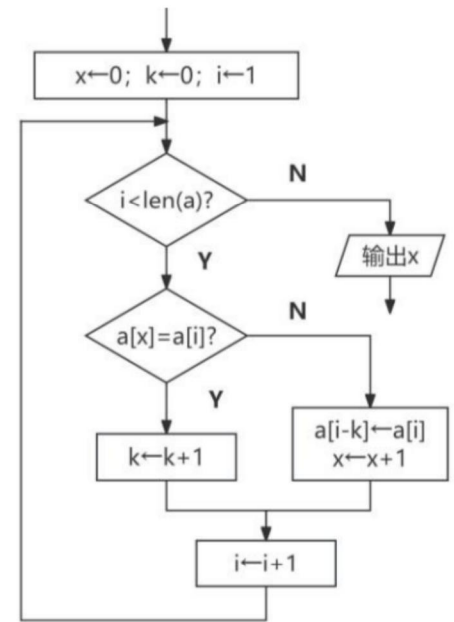 x←0; k←0; i←1
i<len(a)?
N
输出x
Y
a[x]=a[i]?
N
Y
k←k+1
a[i-k]←a[i]
x←x+1
i←i+1